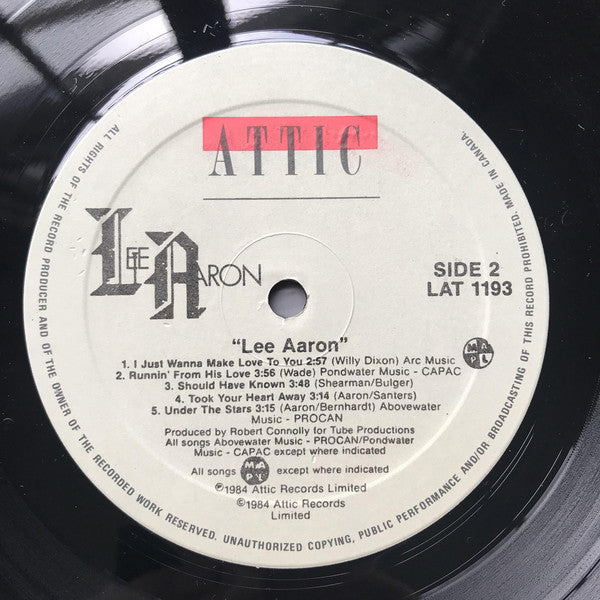 ATTIC
LEE AARON
SIDE 2
LAT 1193
"Lee Aaron"
1. I Just Wanna Make Love To You 2:57 (Willy Dixon) Arc Music
2. Runnin' From His Love 3:56 (Wade) Pondwater Music - CAPAC
3. Should Have Known 3:48 (Shearman/Bulger)
4. Took Your Heart Away 3:14 (Aaron/Santers)
5. Under The Stars 3:15 (Aaron/Bernhardt) Abovewater
Music - PROCAN
MAPL
Produced by Robert Connolly for Tube Productions
All songs Abovewater Music - PROCAN/Pondwater
Music - CAPAC except where indicated
All songs MAPL except where indicated
℗1984 Attic Records Limited
©1984 Attic Records
Limited
ALL RIGHTS OF THE RECORD PRODUCER AND OF THE OWNER OF THE RECORDED WORK RESERVED. UNAUTHORIZED COPYING, PUBLIC PERFORMANCE AND/OR BROADCASTING OF THIS RECORD PROHIBITED. MADE IN CANADA.